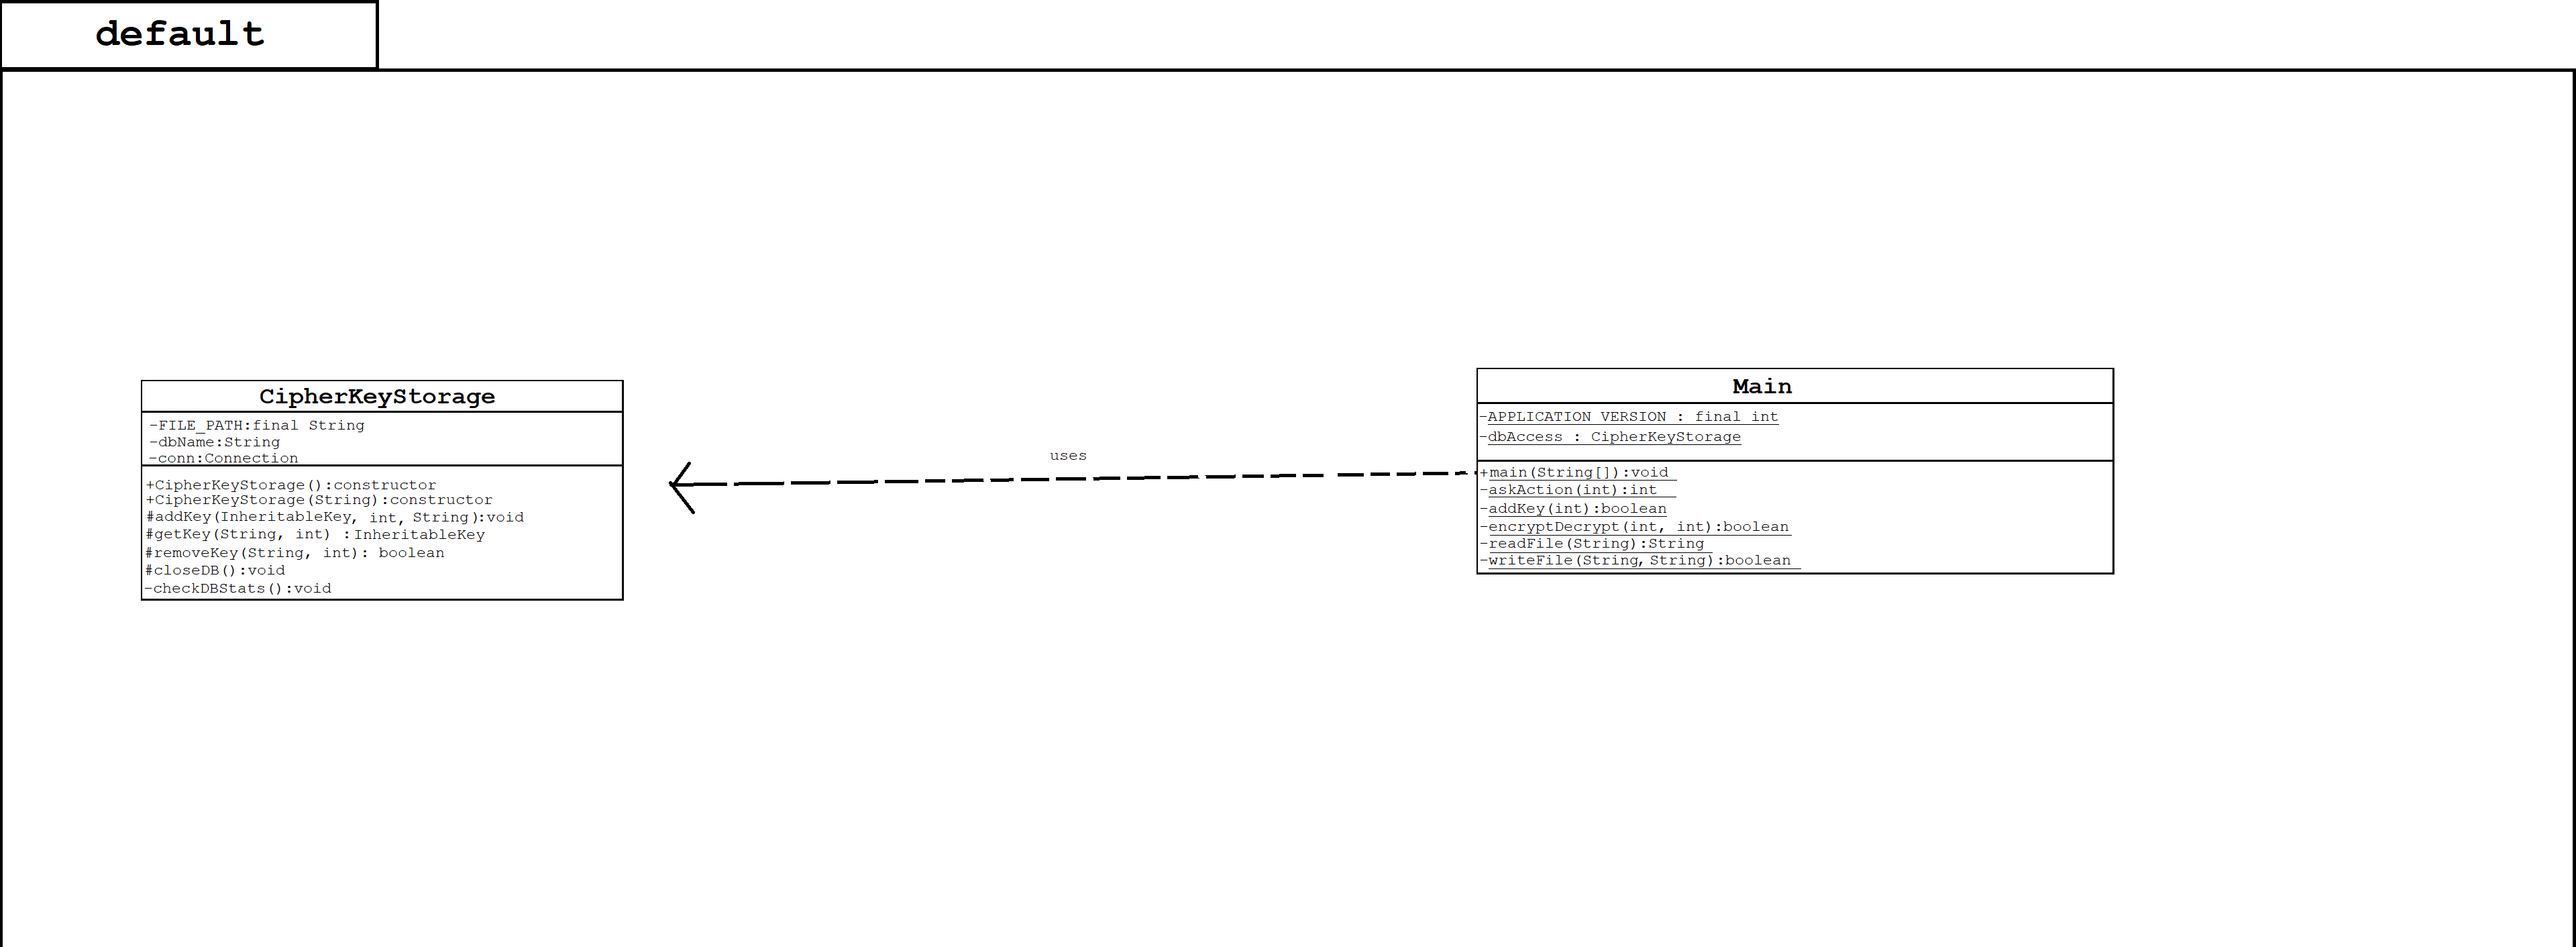 default
CipherKeyStorage
-FILE_PATH:final String
-dbName:String
-conn:Connection
+CipherKeyStorage():constructor
+CipherKeyStorage(String):constructor
#addKey(InheritableKey, int, String):void
#getKey(String, int) :InheritableKey
#removeKey(String, int): boolean
#closeDB():void
-checkDBStats():void
uses
Main
-APPLICATION_VERSION : final int
-dbAccess : CipherKeyStorage
+main(String[]):void
-askAction(int):int
-addKey(int):boolean
-encryptDecrypt(int, int):boolean
-readFile(String):String
-writeFile(String,String):boolean